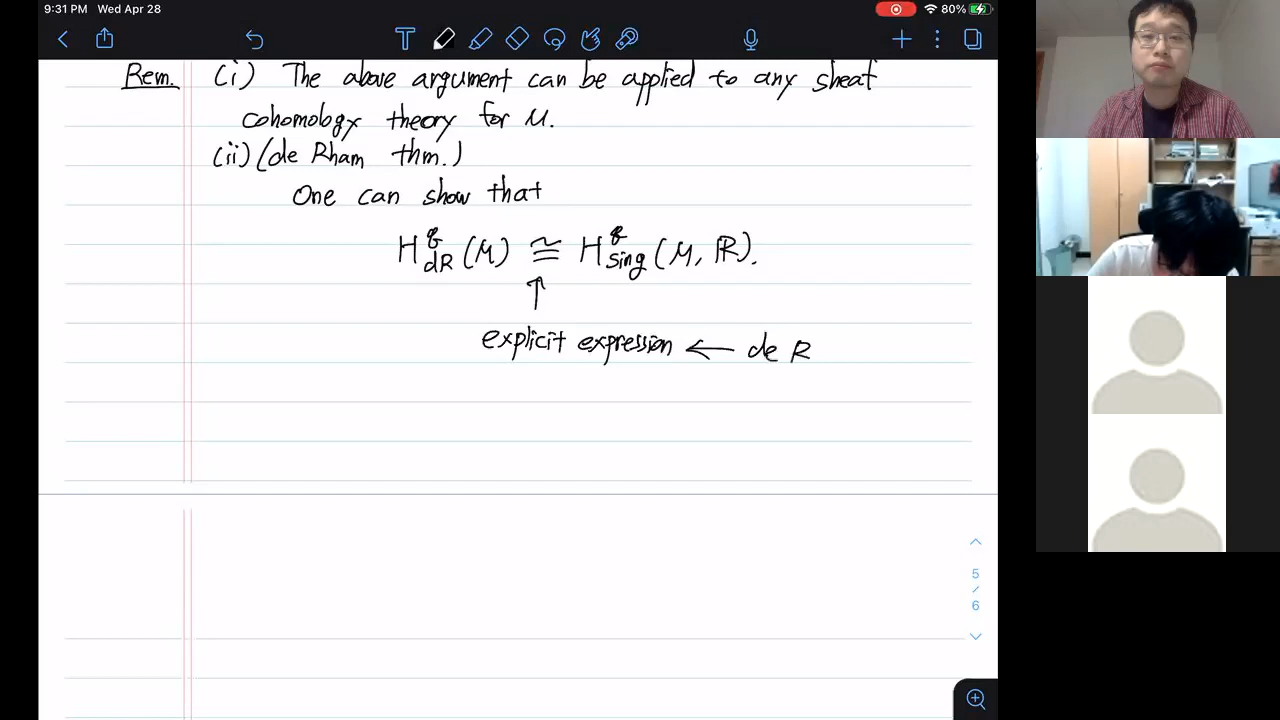 9:31 PM Wed Apr 28
80%
Rem. (i) The above argument can be applied to any sheaf
cohomology theory for M.
(ii) (de Rham thm.)
One can show that
H^q_dR (M) ≅ H^q_sing (M, ℝ).
↑
explicit expression ← de R
5
/
6